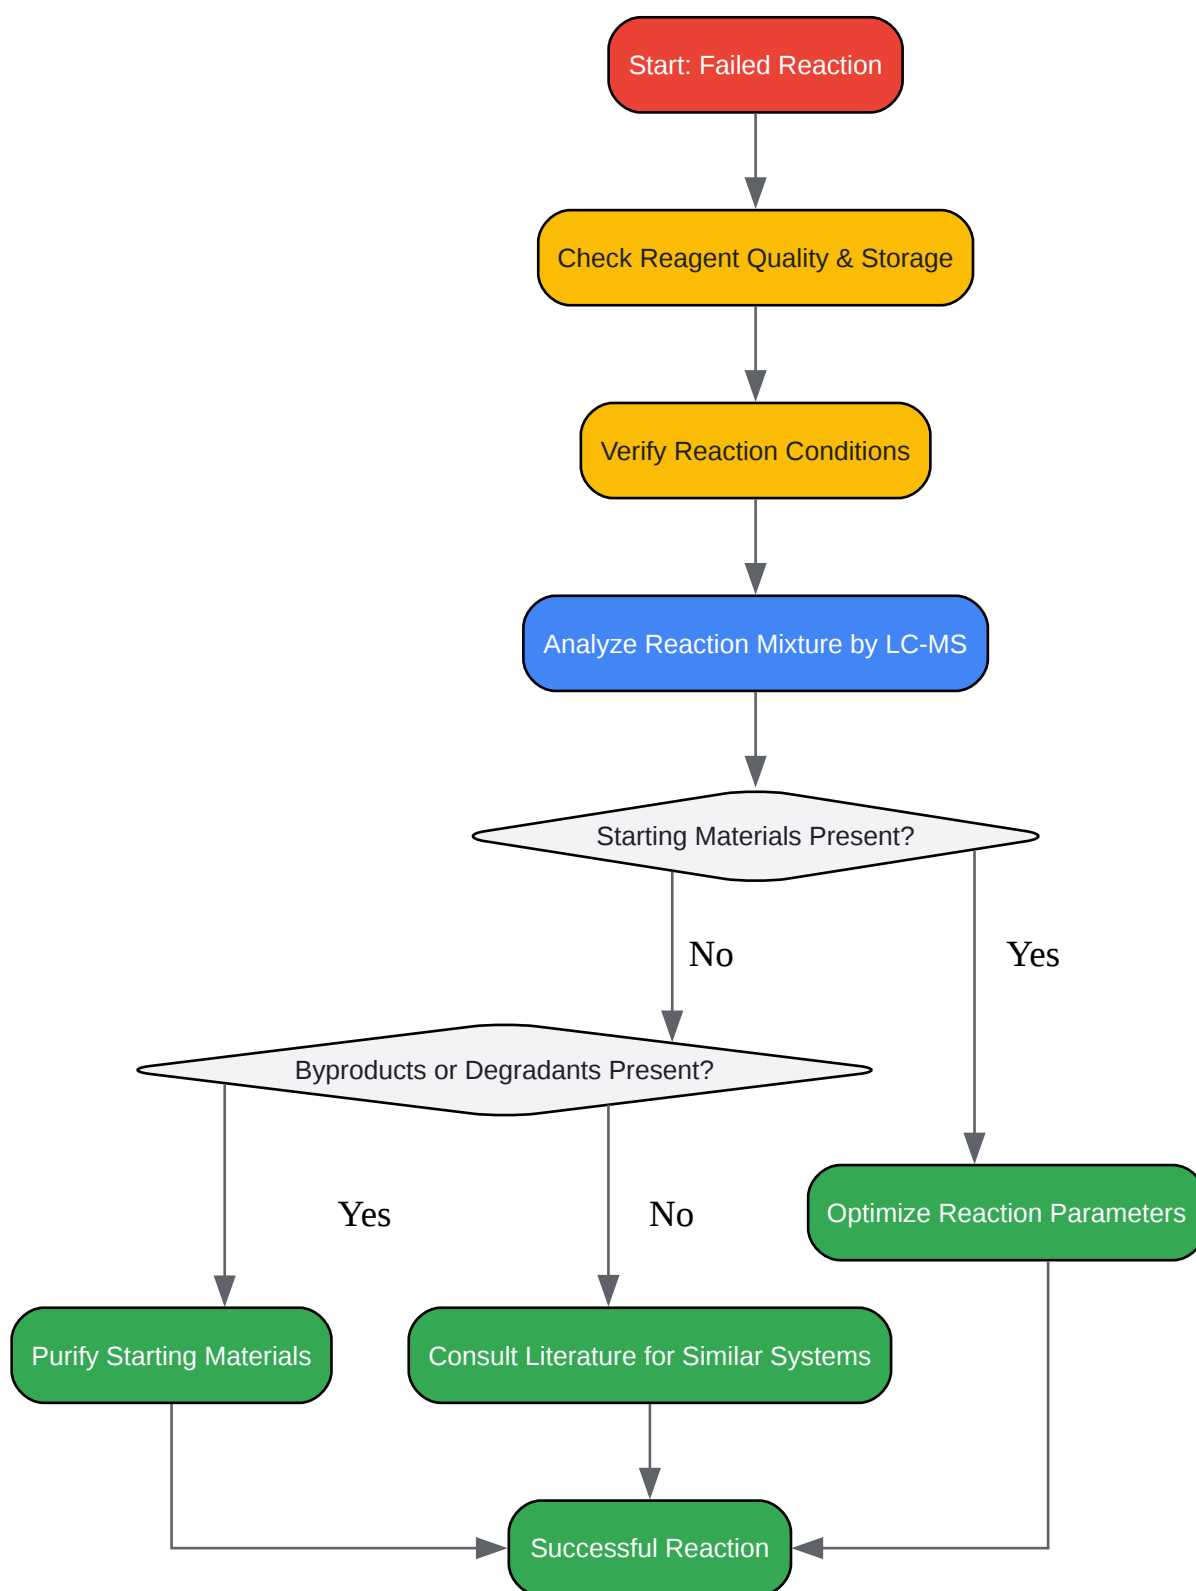 Start: Failed Reaction
Check Reagent Quality & Storage
Verify Reaction Conditions
Analyze Reaction Mixture by LC-MS
Starting Materials Present?
No
Yes
Byproducts or Degradants Present?
Yes
No
Optimize Reaction Parameters
Purify Starting Materials
Consult Literature for Similar Systems
Successful Reaction